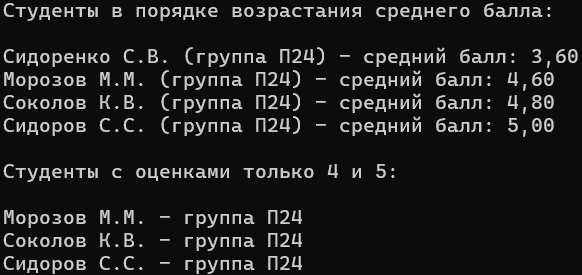 Студенты в порядке возрастания среднего балла:
Сидоренко С.В. (группа П24) – средний балл: 3,60
Морозов М.М. (группа П24) – средний балл: 4,60
Соколов К.В. (группа П24) – средний балл: 4,80
Сидоров С.С. (группа П24) – средний балл: 5,00
Студенты с оценками только 4 и 5:
Морозов М.М. – группа П24
Соколов К.В. – группа П24
Сидоров С.С. – группа П24